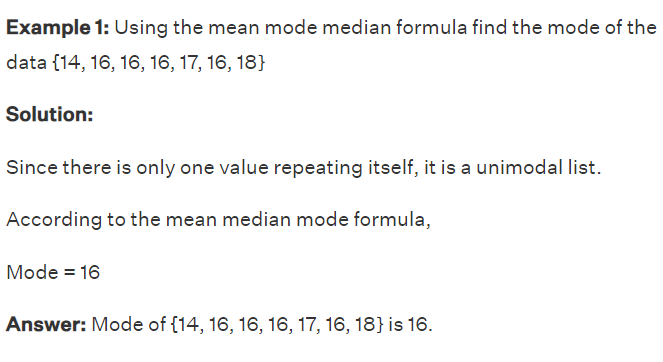 Example 1: Using the mean mode median formula find the mode of the
data {14, 16, 16, 16, 17, 16, 18}
Solution:
Since there is only one value repeating itself, it is a unimodal list.
According to the mean median mode formula,
Mode = 16
Answer: Mode of {14, 16, 16, 16, 17, 16, 18} is 16.